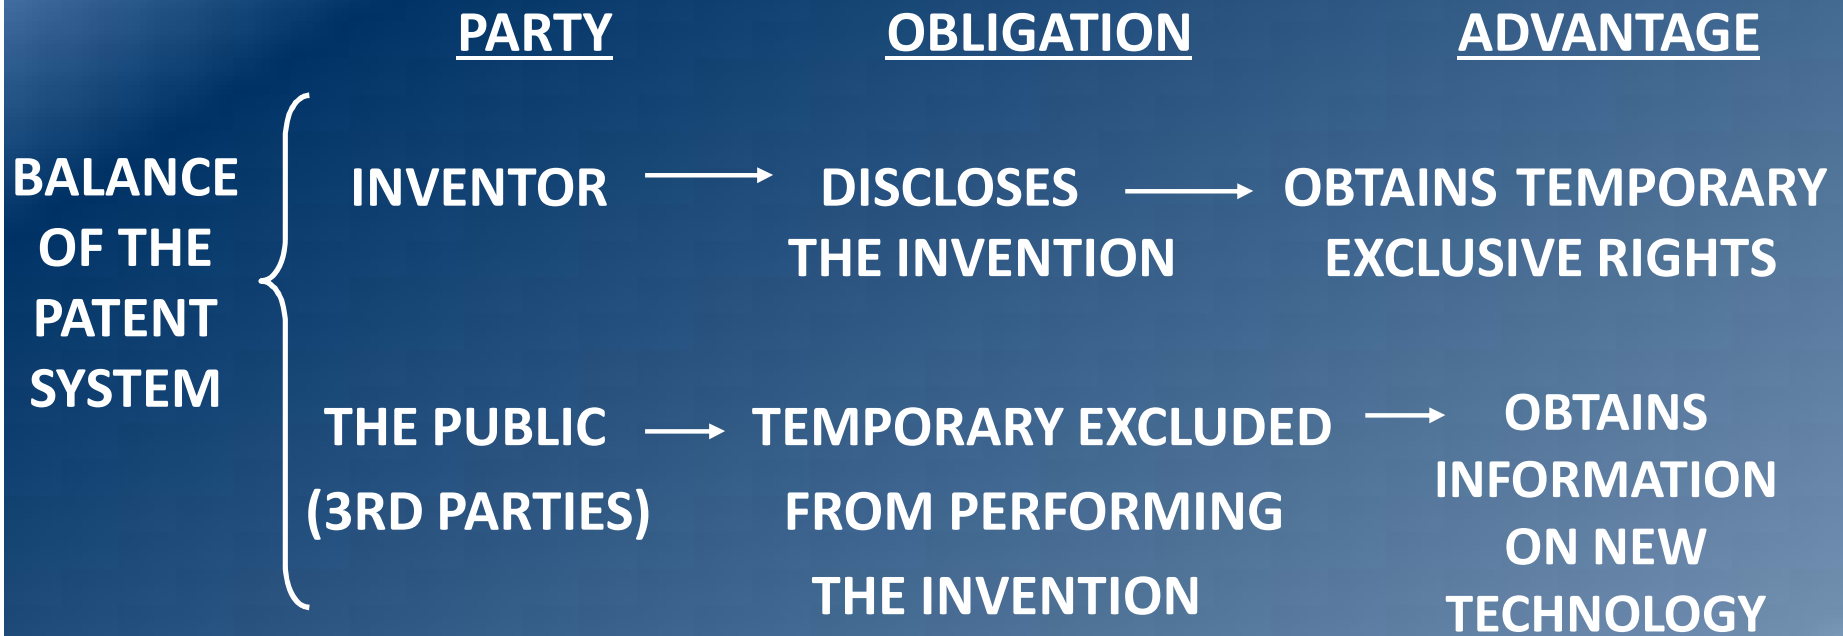 PARTY OBLIGATION ADVANTAGE
BALANCE
OF THE
PATENT
SYSTEM
INVENTOR DISCLOSES OBTAINS TEMPORARY
THE INVENTION EXCLUSIVE RIGHTS
THE PUBLIC TEMPORARY EXCLUDED OBTAINS
(3RD PARTIES) FROM PERFORMING INFORMATION
THE INVENTION ON NEW
TECHNOLOGY